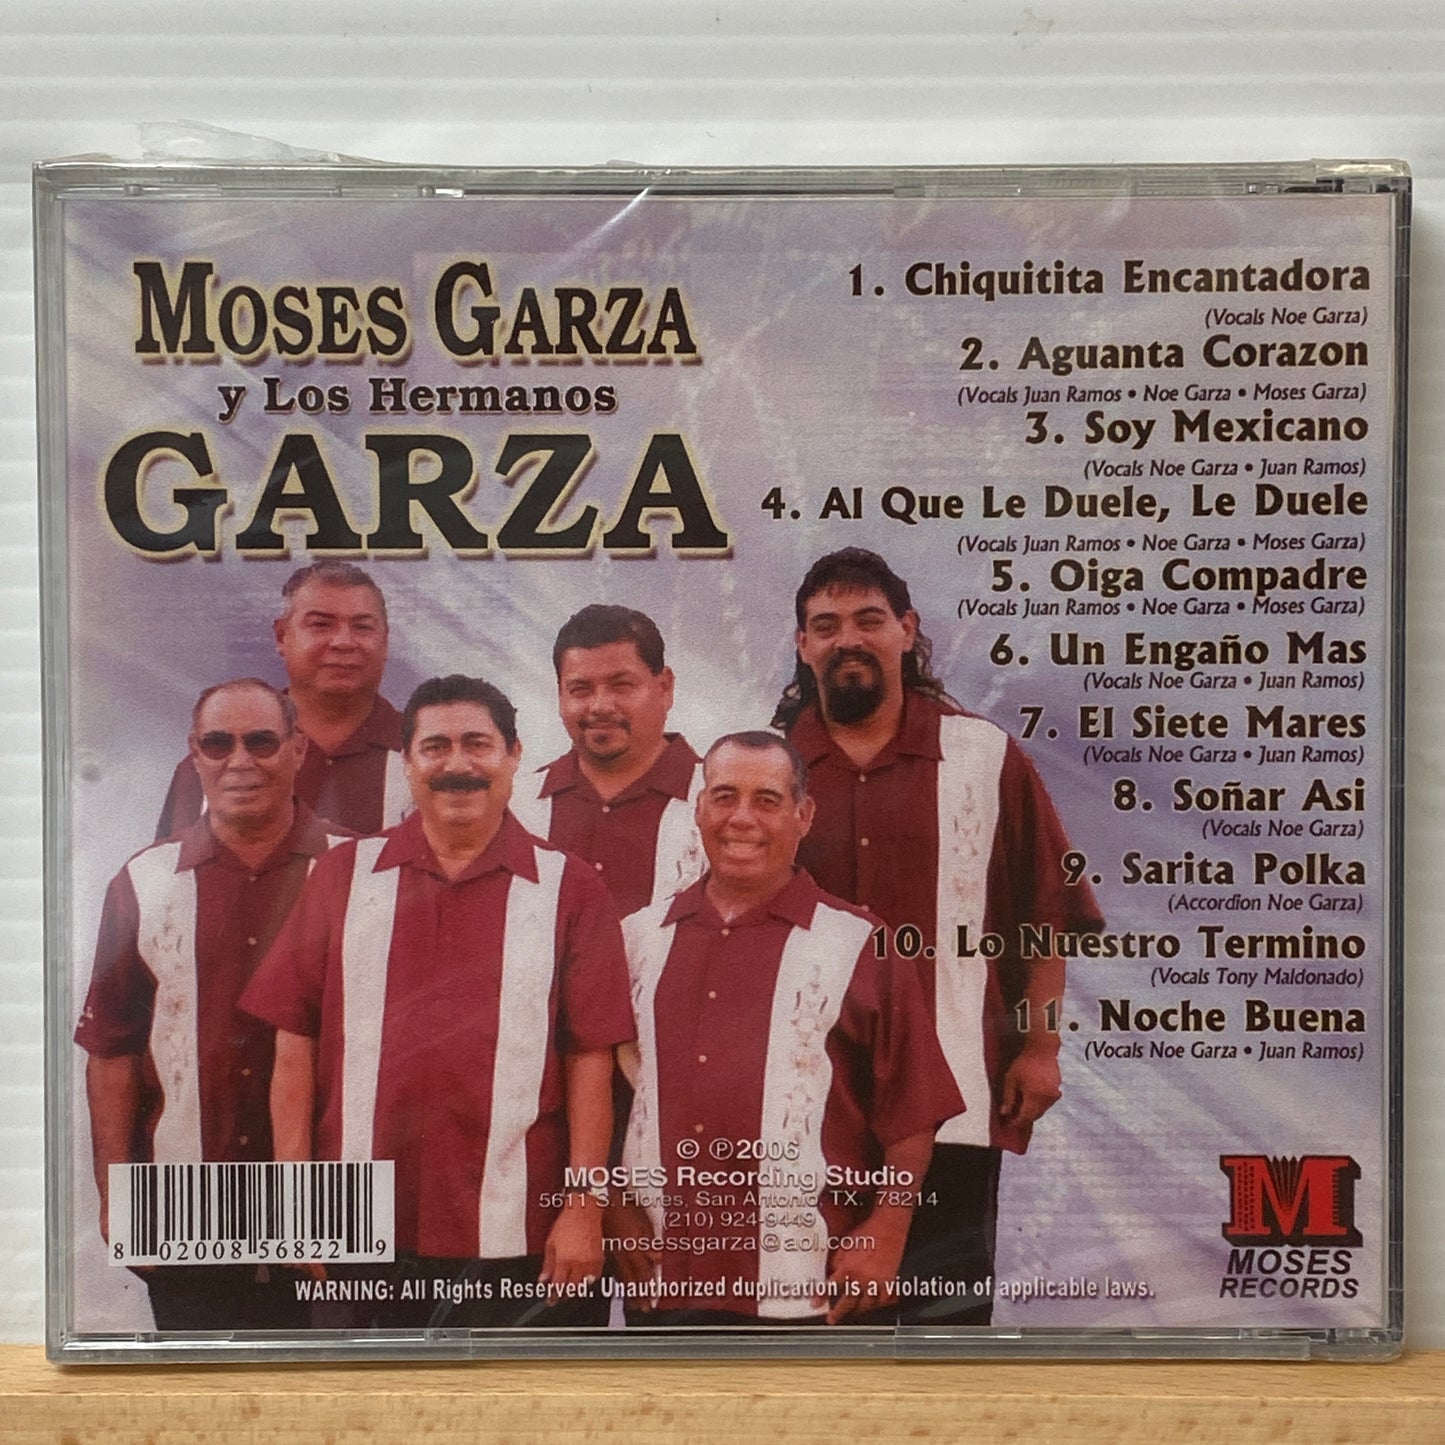 MOSES GARZA
y Los Hermanos
GARZA
1. Chiquitita Encantadora
(Vocals Noe Garza)
2. Aguanta Corazon
(Vocals Juan Ramos • Noe Garza • Moses Garza)
3. Soy Mexicano
(Vocals Noe Garza • Juan Ramos)
4. Al Que Le Duele, Le Duele
(Vocals Juan Ramos • Noe Garza • Moses Garza)
5. Oiga Compadre
(Vocals Juan Ramos • Noe Garza • Moses Garza)
6. Un Engaño Mas
(Vocals Noe Garza • Juan Ramos)
7. El Siete Mares
(Vocals Noe Garza • Juan Ramos)
8. Soñar Asi
(Vocals Noe Garza)
9. Sarita Polka
(Accordion Noe Garza)
10. Lo Nuestro Termino
(Vocals Tony Maldonado)
11. Noche Buena
(Vocals Noe Garza • Juan Ramos)
© ℗2006
MOSES Recording Studio
5611 S. Flores, San Antonio, TX. 78214
(210) 924-9449
mosessgarza@aol.com
8 02008 56822 9
M
MOSES
RECORDS
WARNING: All Rights Reserved. Unauthorized duplication is a violation of applicable laws.